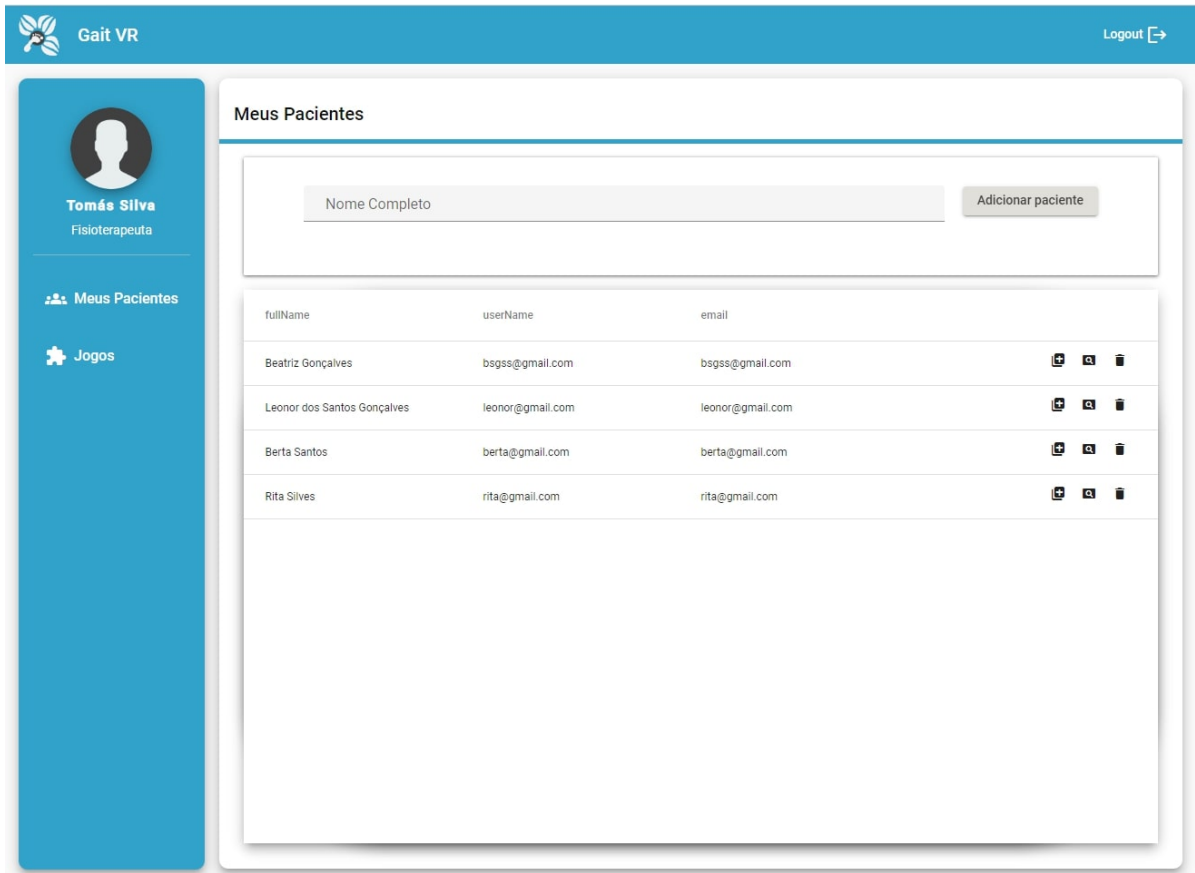 Gait VR
Logout
Tomás Silva
Fisioterapeuta
Meus Pacientes
Jogos
Meus Pacientes
Nome Completo
Adicionar paciente
fullName userName email
Beatriz Gonçalves bsgss@gmail.com bsgss@gmail.com
Leonor dos Santos Gonçalves leonor@gmail.com leonor@gmail.com
Berta Santos berta@gmail.com berta@gmail.com
Rita Silves rita@gmail.com rita@gmail.com